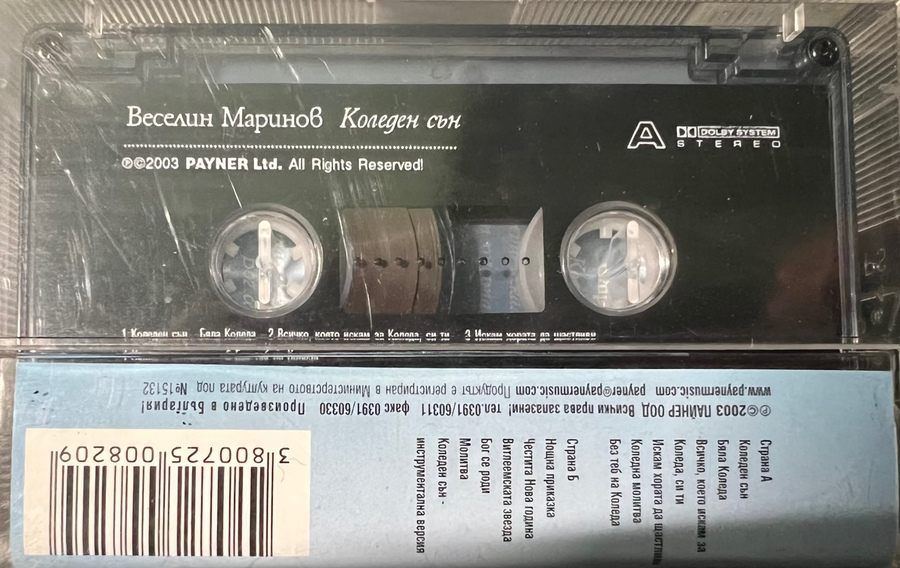 Веселин Маринов Коледен сън
A DOLBY SYSTEM
STEREO
℗©2003 PAYNER Ltd. All Rights Reserved!
1 Коледен сън Бяла Коледа 2 Всичко, което искам за Коледа, си ти 3 Искам хората да щастливи
www.paynermusic.com payner@paynermusic.com Продуктът е регистриран в Министерството на културата под №15132
℗©2003 ПАЙНЕР ООД Всички права запазени! тел.0391/60311 факс 0391/60330 Произведено в България!
Страна А
Коледен сън
Бяла Коледа
Всичко, което искам за
Коледа, си ти
Искам хората да
Коледна молитва
Без теб на Коледа
Страна Б
Нощна приказка
Честита Нова година
Витлеемската звезда
Бог се роди
Молитва
Коледен сън -
инструментална версия
3 800725 008209